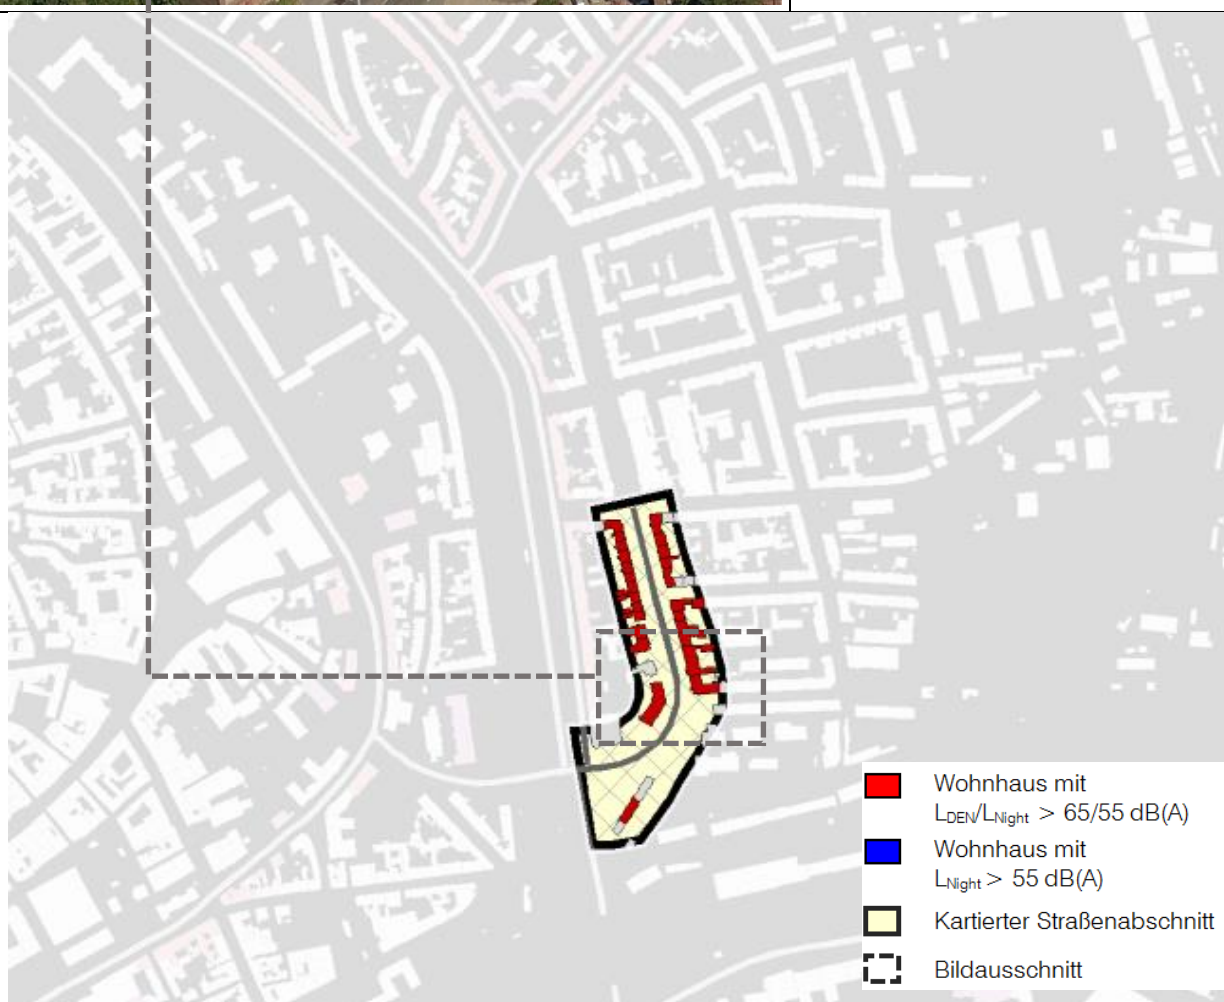 Wohnhaus mit
LDEN/LNight > 65/55 dB(A)
Wohnhaus mit
LNight > 55 dB(A)
Kartierter Straßenabschnitt
Bildausschnitt